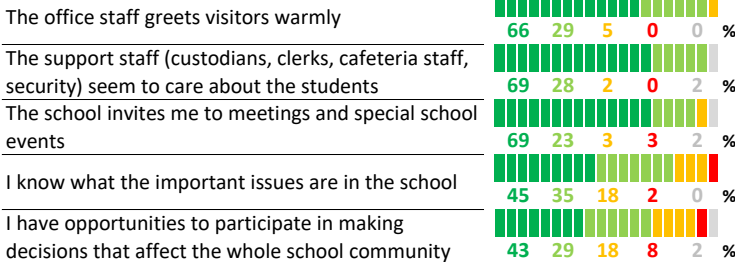 The office staff greets visitors warmly
66 29 5 0 0 %
The support staff (custodians, clerks, cafeteria staff,
security) seem to care about the students
69 28 2 0 2 %
The school invites me to meetings and special school
events
69 23 3 3 2 %
I know what the important issues are in the school
45 35 18 2 0 %
I have opportunities to participate in making
decisions that affect the whole school community
43 29 18 8 2 %